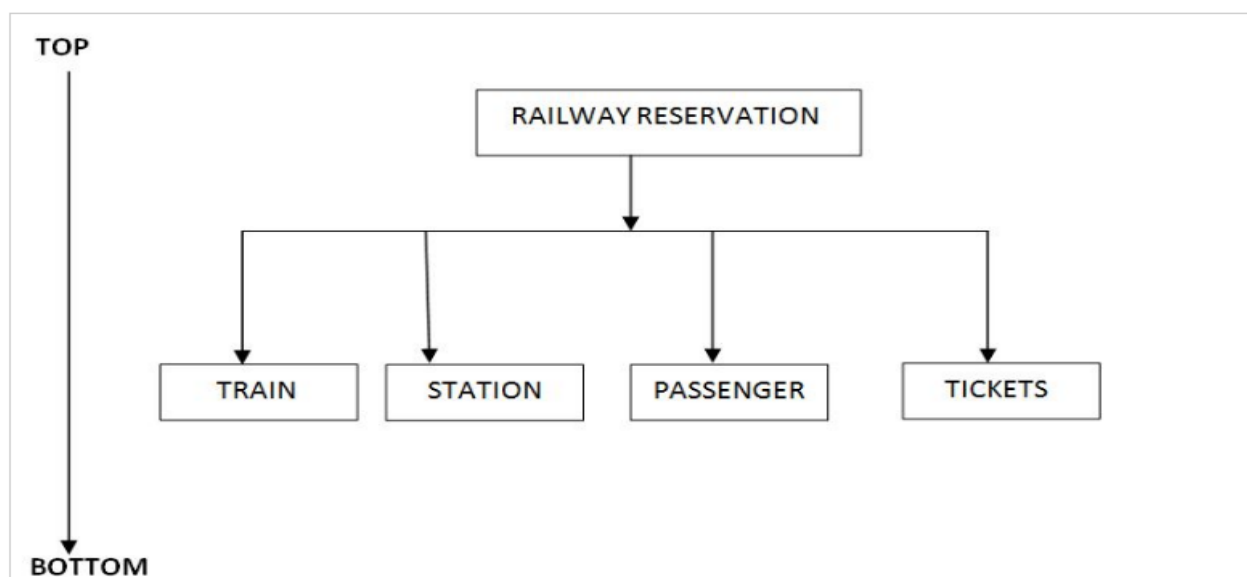 TOP
RAILWAY RESERVATION
TRAIN
STATION
PASSENGER
TICKETS
BOTTOM